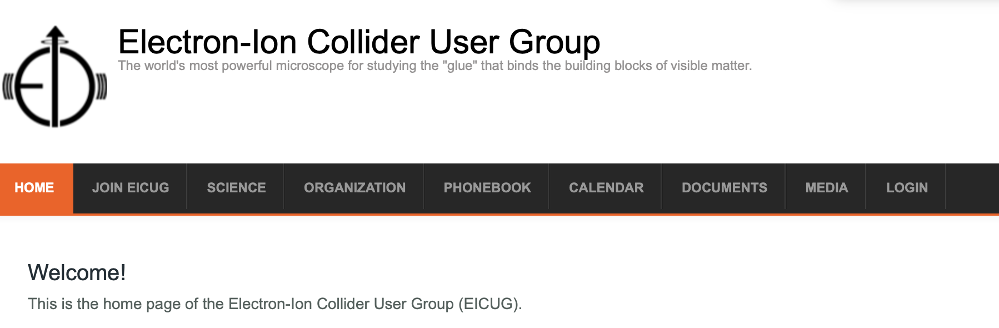 Electron-Ion Collider User Group
The world's most powerful microscope for studying the "glue" that binds the building blocks of visible matter.
HOME JOIN EICUG SCIENCE ORGANIZATION PHONEBOOK CALENDAR DOCUMENTS MEDIA LOGIN
Welcome!
This is the home page of the Electron-Ion Collider User Group (EICUG).